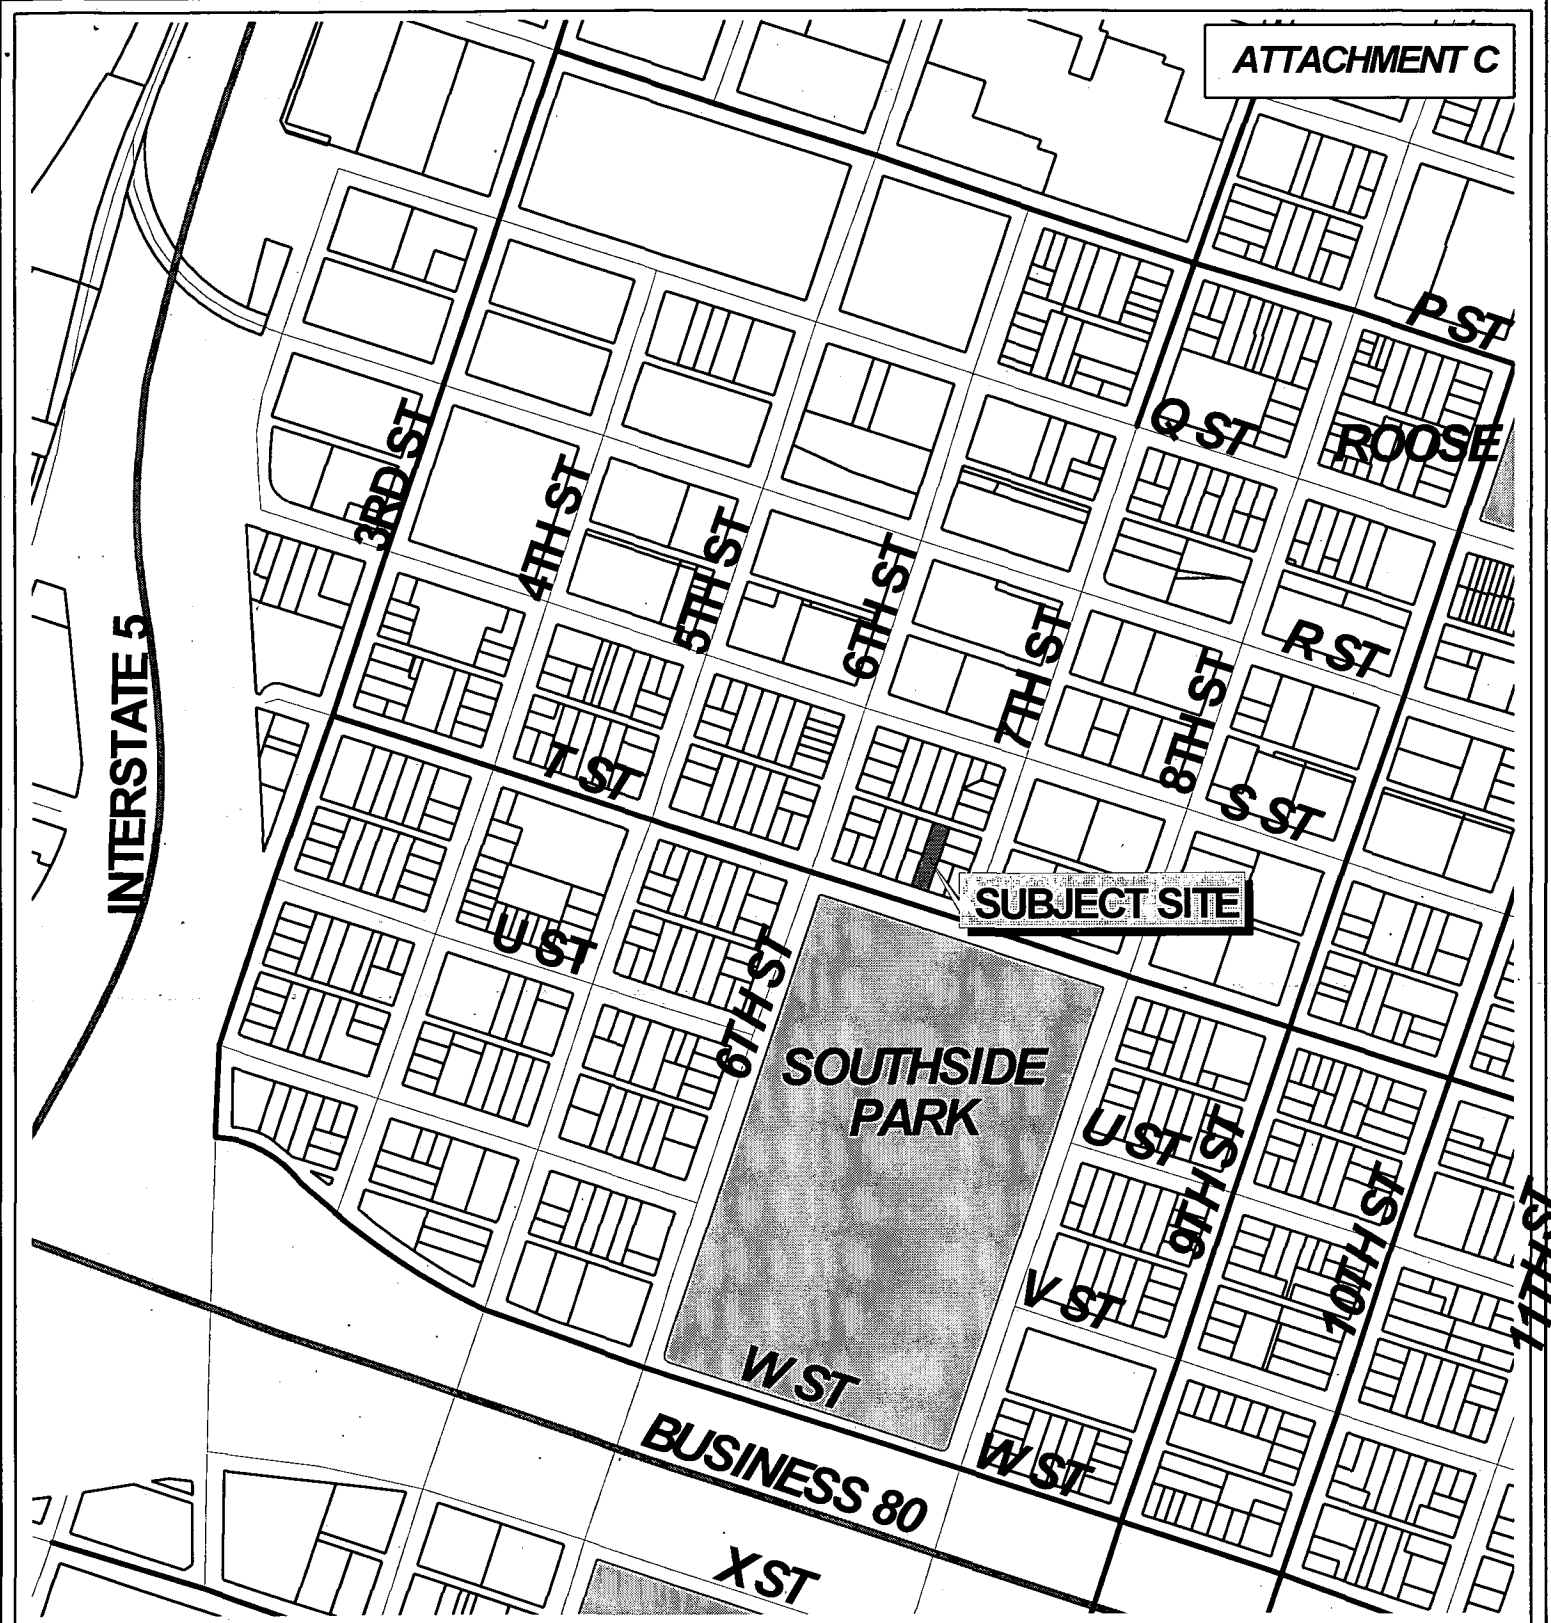 ATTACHMENT C
P ST
Q ST
ROOSE
3RD ST
4TH ST
5TH ST
6TH ST
7TH ST
8TH ST
R ST
INTERSTATE 5
T ST
S ST
SUBJECT SITE
U ST
6TH ST
SOUTHSIDE
PARK
U ST
9TH ST
10TH ST
11TH ST
V ST
W ST
W ST
BUSINESS 80
X ST